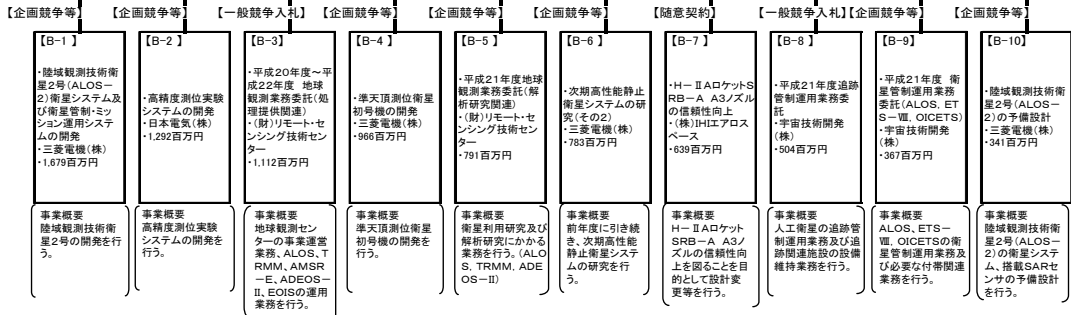 【企画競争等】
【企画競争等】
【一般競争入札】
【企画競争等】
【企画競争等】
【企画競争等】
【随意契約】
【一般競争入札】
【企画競争等】
【企画競争等】
【B-1 】
・陸域観測技術衛
星2号(ALOS－
2)衛星システム及
び衛星管制・ミッ
ション運用システ
ムの開発
・三菱電機(株)
・1,679百万円
【B-2 】
・高精度測位実験
システムの開発
・日本電気(株)
・1,292百万円
【B-3】
・平成20年度～平
成22年度 地球
観測業務委託(処
理提供関連)
・(財)リモート・セ
ンシング技術セン
ター
・1,112百万円
【B-4 】
・準天頂測位衛星
初号機の開発
・三菱電機(株)
・966百万円
【B-5 】
・平成21年度地球
観測業務委託(解
析研究関連)
・(財)リモート・セ
ンシング技術セン
ター
・791百万円
【B-6 】
・次期高性能静止
衛星システムの研
究(その2)
・三菱電機(株)
・783百万円
【B-7 】
・H－ⅡAロケットS
RB－A A3ノズル
の信頼性向上
・(株)IHIエアロス
ペース
・639百万円
【B-8 】
・平成21年度追跡
管制運用業務委
託
・宇宙技術開発
(株)
・504百万円
【B-9】
・平成21年度 衛
星管制運用業務
委託(ALOS, ET
S－Ⅷ, OICETS)
・宇宙技術開発
(株)
・367百万円
【B-10】
・陸域観測技術
衛星2号(ALOS－
2)の予備設計
・三菱電機(株)
・341百万円
事業概要
陸域観測技術衛
星2号の開発を行
う。
事業概要
高精度測位実験
システムの開発を
行う。
事業概要
地球観測セン
ターの事業運営
業務、ALOS、T
RMM、AMSR
－E、ADEOS－
Ⅱ、EOISの運用
業務を行う。
事業概要
準天頂測位衛星
初号機の開発を
行う。
事業概要
衛星利用研究及び
解析研究にかかる
業務を行う。(ALO
S, TRMM, ADE
OS－Ⅱ)
事業概要
前年度に引き続
き、次期高性能
静止衛星システ
ムの研究を行
う。
事業概要
H－ⅡAロケット
SRB－A A3ノ
ズルの信頼性向
上を図ることを目
的として設計変
更等を行う。
事業概要
人工衛星の追跡管
制運用業務及び追
跡関連施設の設備
維持業務を行う。
事業概要
ALOS、ETS－
Ⅷ, OICETSの衛
星管制運用業務及
び必要な付帯関連
業務を行う。
事業概要
陸域観測技術
衛星2号(ALOS－
2)の衛星システ
ム、搭載SARセ
ンサの予備設計
を行う。